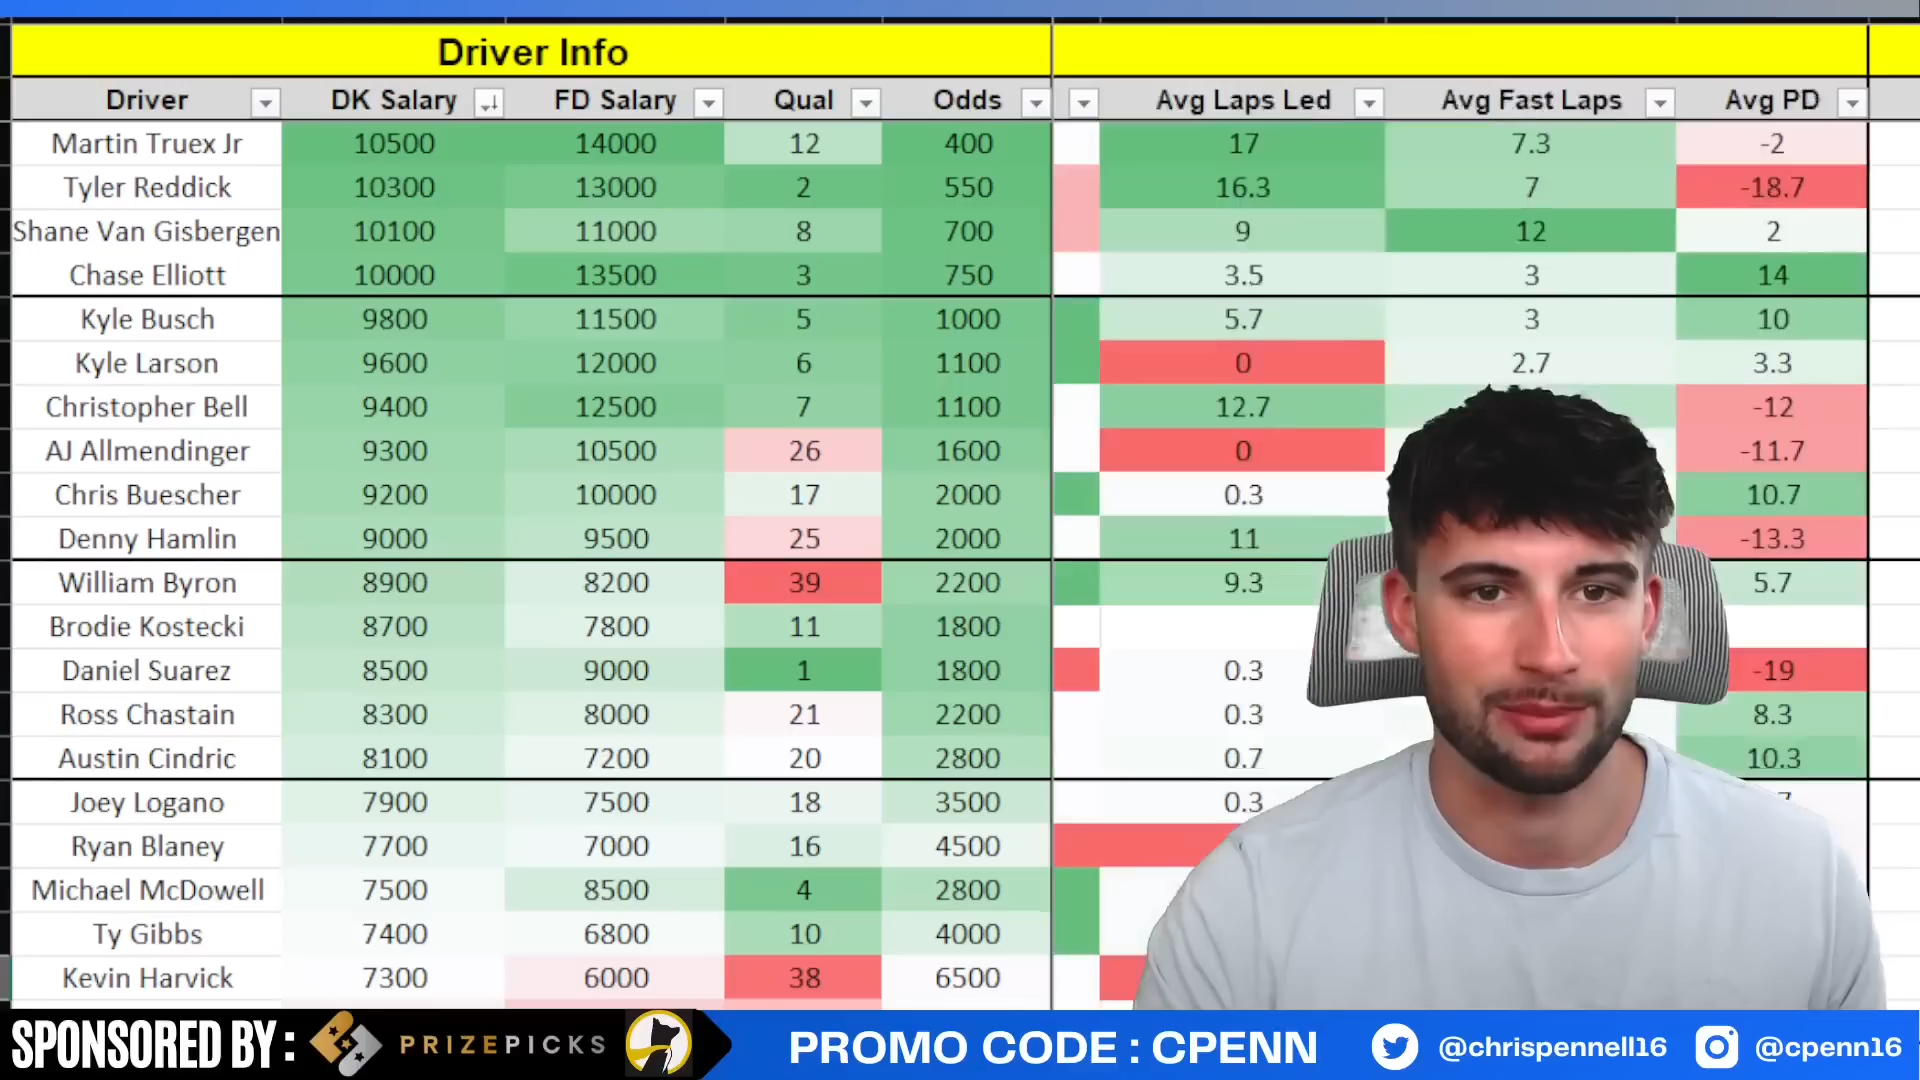 Driver Info
Driver DK Salary FD Salary Qual Odds Avg Laps Led Avg Fast Laps Avg PD
Martin Truex Jr 10500 14000 12 400 17 7.3 -2
Tyler Reddick 10300 13000 2 550 16.3 7 -18.7
Shane Van Gisbergen 10100 11000 8 700 9 12 2
Chase Elliott 10000 13500 3 750 3.5 3 14
Kyle Busch 9800 11500 5 1000 5.7 3 10
Kyle Larson 9600 12000 6 1100 0 2.7 3.3
Christopher Bell 9400 12500 7 1100 12.7 -12
AJ Allmendinger 9300 10500 26 1600 0 -11.7
Chris Buescher 9200 10000 17 2000 0.3 10.7
Denny Hamlin 9000 9500 25 2000 11 -13.3
William Byron 8900 8200 39 2200 9.3 5.7
Brodie Kostecki 8700 7800 11 1800
Daniel Suarez 8500 9000 1 1800 0.3 -19
Ross Chastain 8300 8000 21 2200 0.3 8.3
Austin Cindric 8100 7200 20 2800 0.7 10.3
Joey Logano 7900 7500 18 3500 0.3
Ryan Blaney 7700 7000 16 4500
Michael McDowell 7500 8500 4 2800
Ty Gibbs 7400 6800 10 4000
Kevin Harvick 7300 6000 38 6500
SPONSORED BY : PRIZEPICKS PROMO CODE : CPENN @chrispennell16 @cpenn16